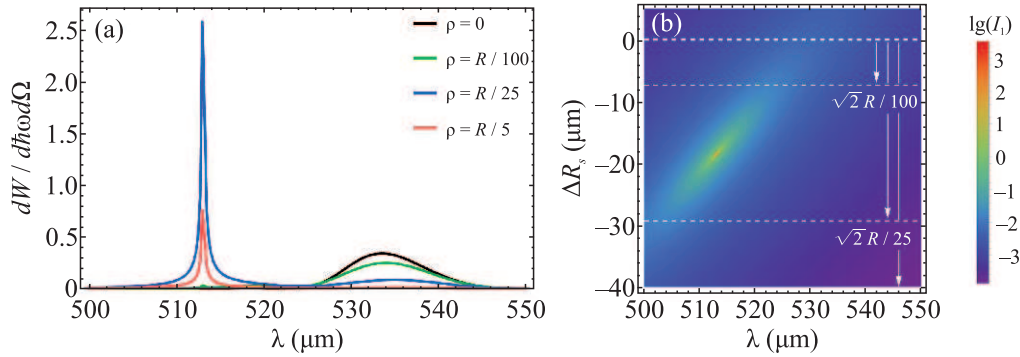 (a)
dW / dħωdΩ
2.5
2.0
1.5
1.0
0.5
0
500
510
520
530
540
550
λ (μm)
ρ = 0
ρ = R / 100
ρ = R / 25
ρ = R / 5
(b)
ΔR_s (μm)
0
−10
−20
−30
−40
500
510
520
530
540
550
λ (μm)
√2 R / 100
√2 R / 25
lg(I_1)
3
2
1
0
−1
−2
−3